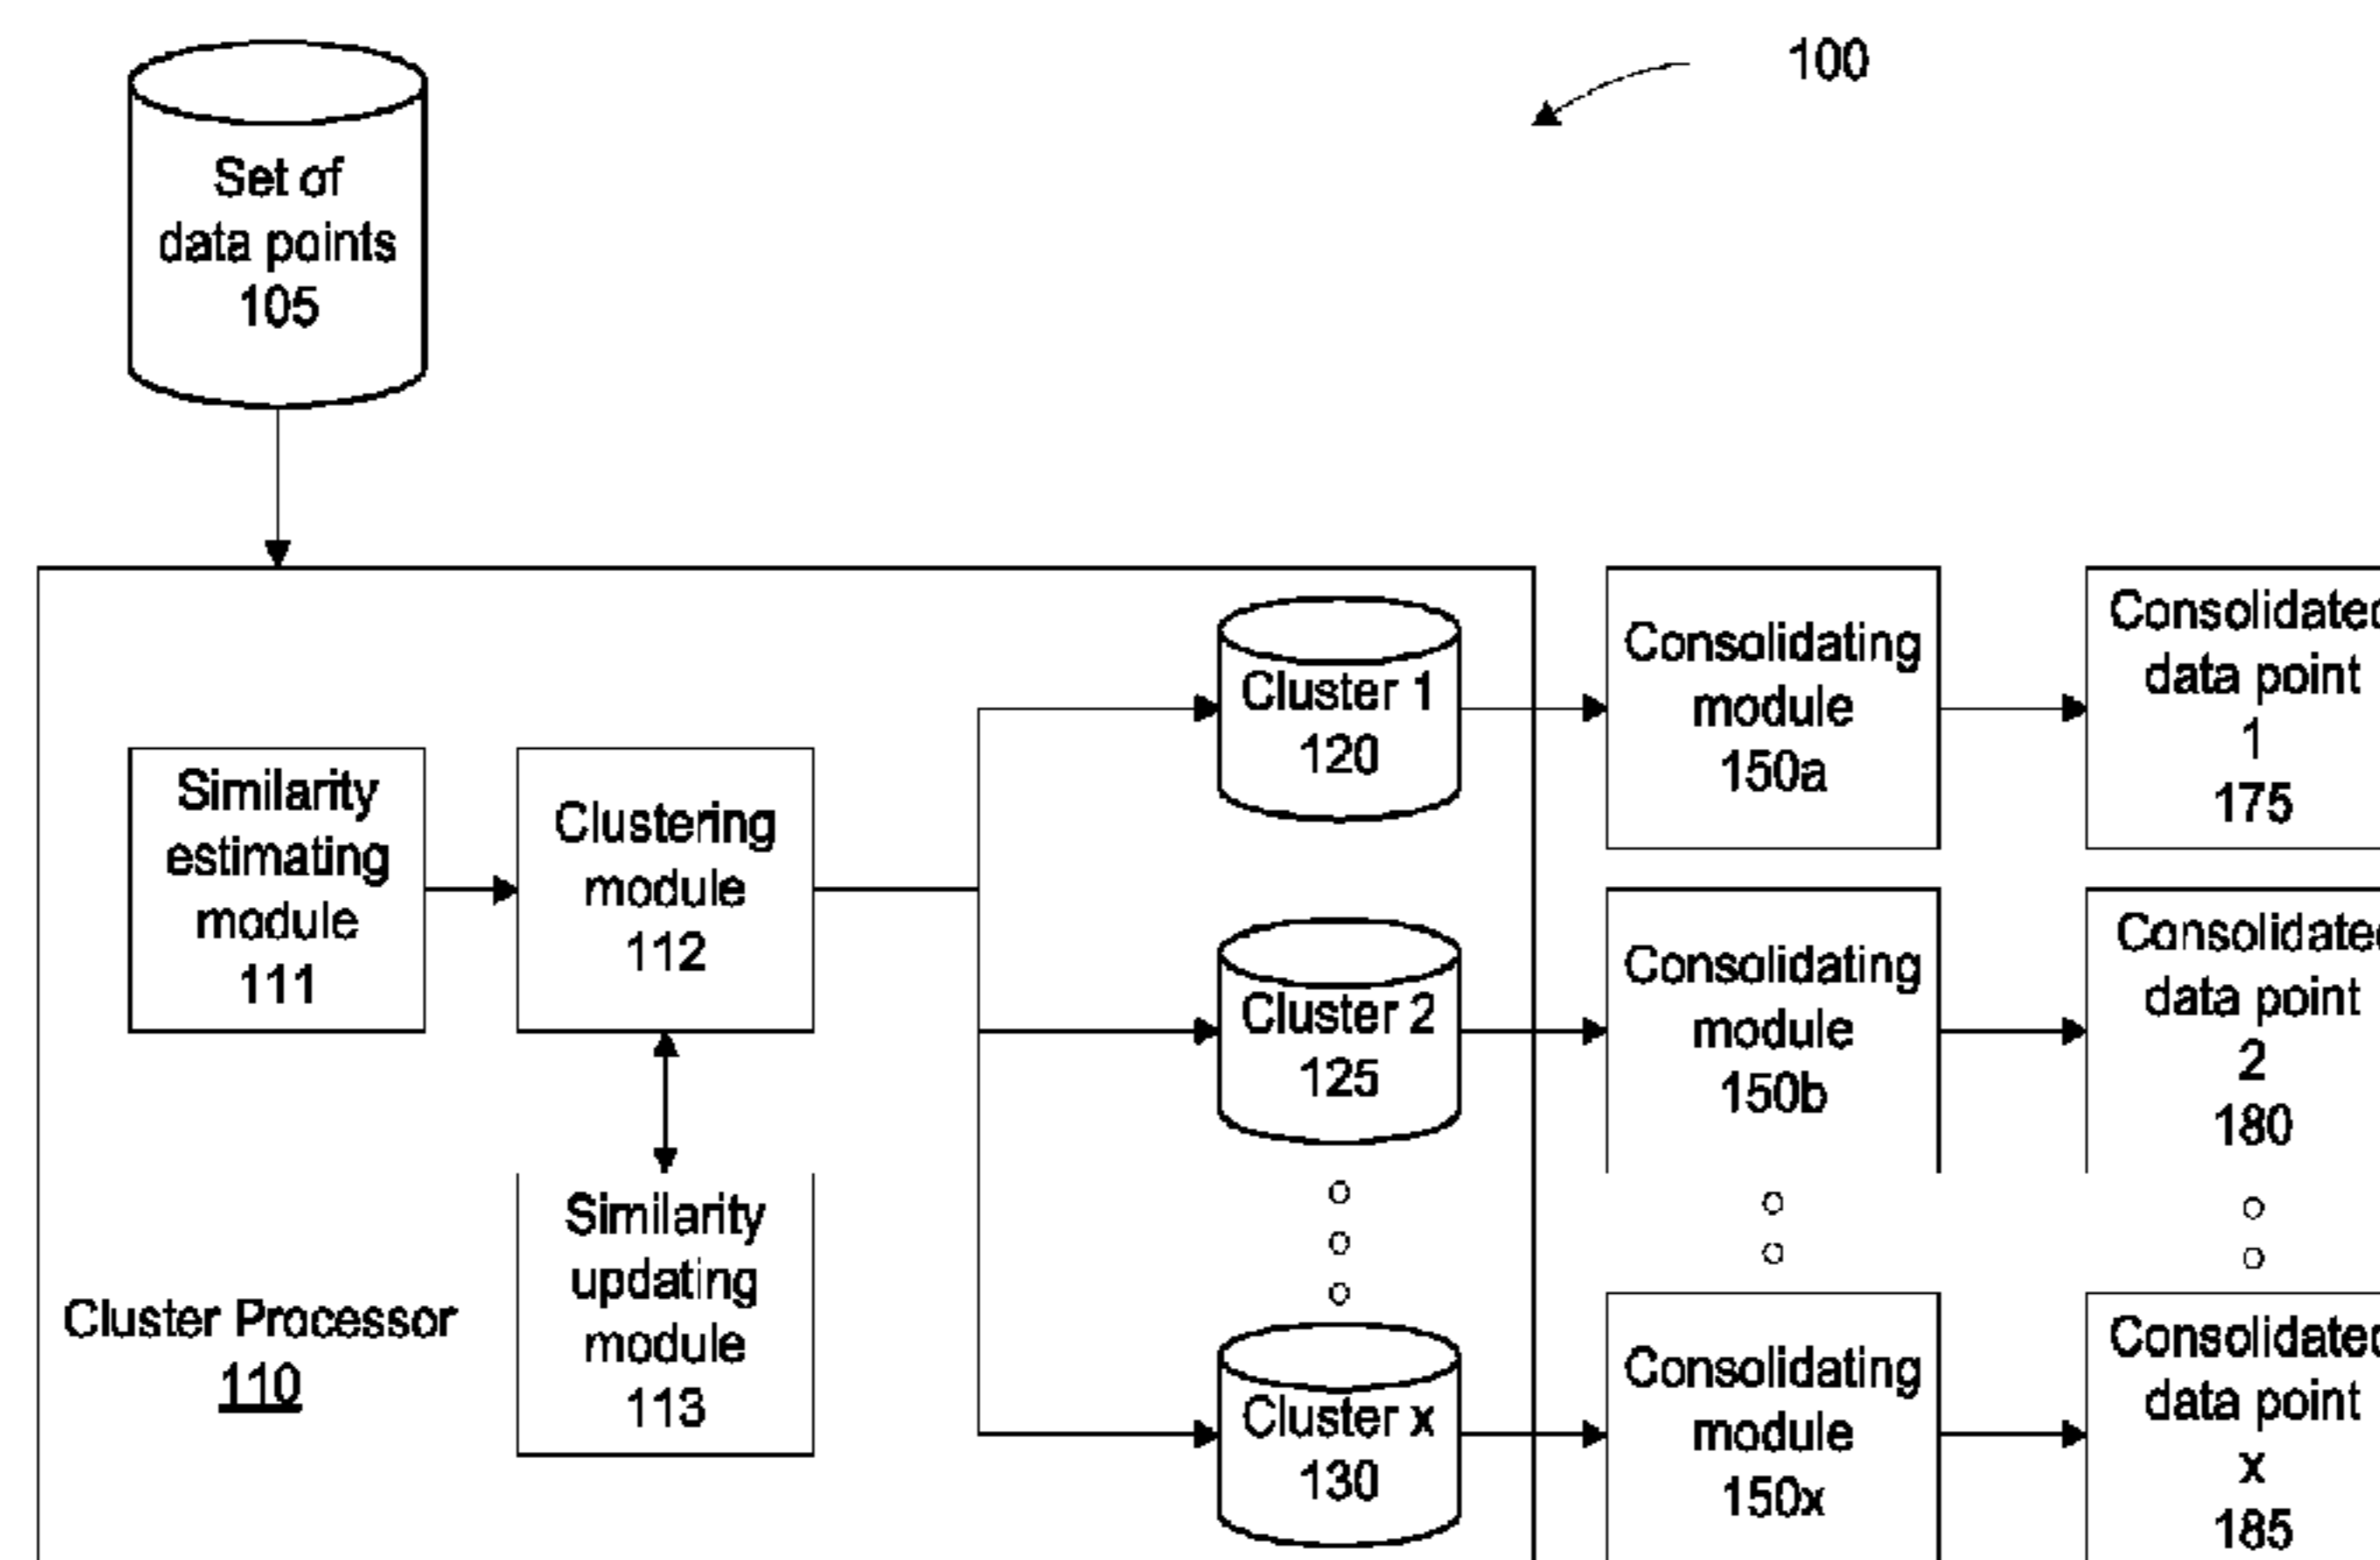 100
Set of
data points
105
Cluster 1
120
Consolidating
module
150a
Consolidated
data point
1
175
Similarity
estimating
module
111
Clustering
module
112
Cluster 2
125
Consolidating
module
150b
Consolidated
data point
2
180
Similarity
updating
module
113
Cluster Processor
110
Cluster x
130
Consolidating
module
150x
Consolidated
data point
x
185